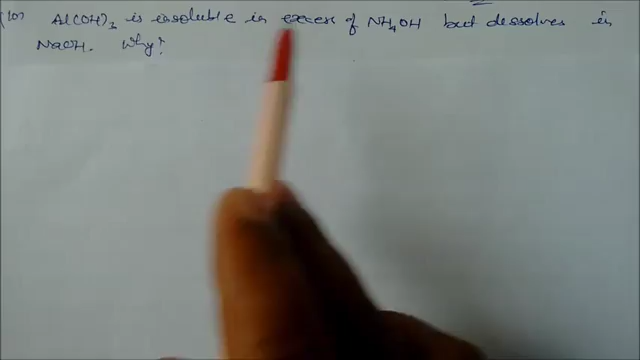 (10) Al(OH)3 is insoluble in excess of NH4OH but dissolves in
NaOH. Why?